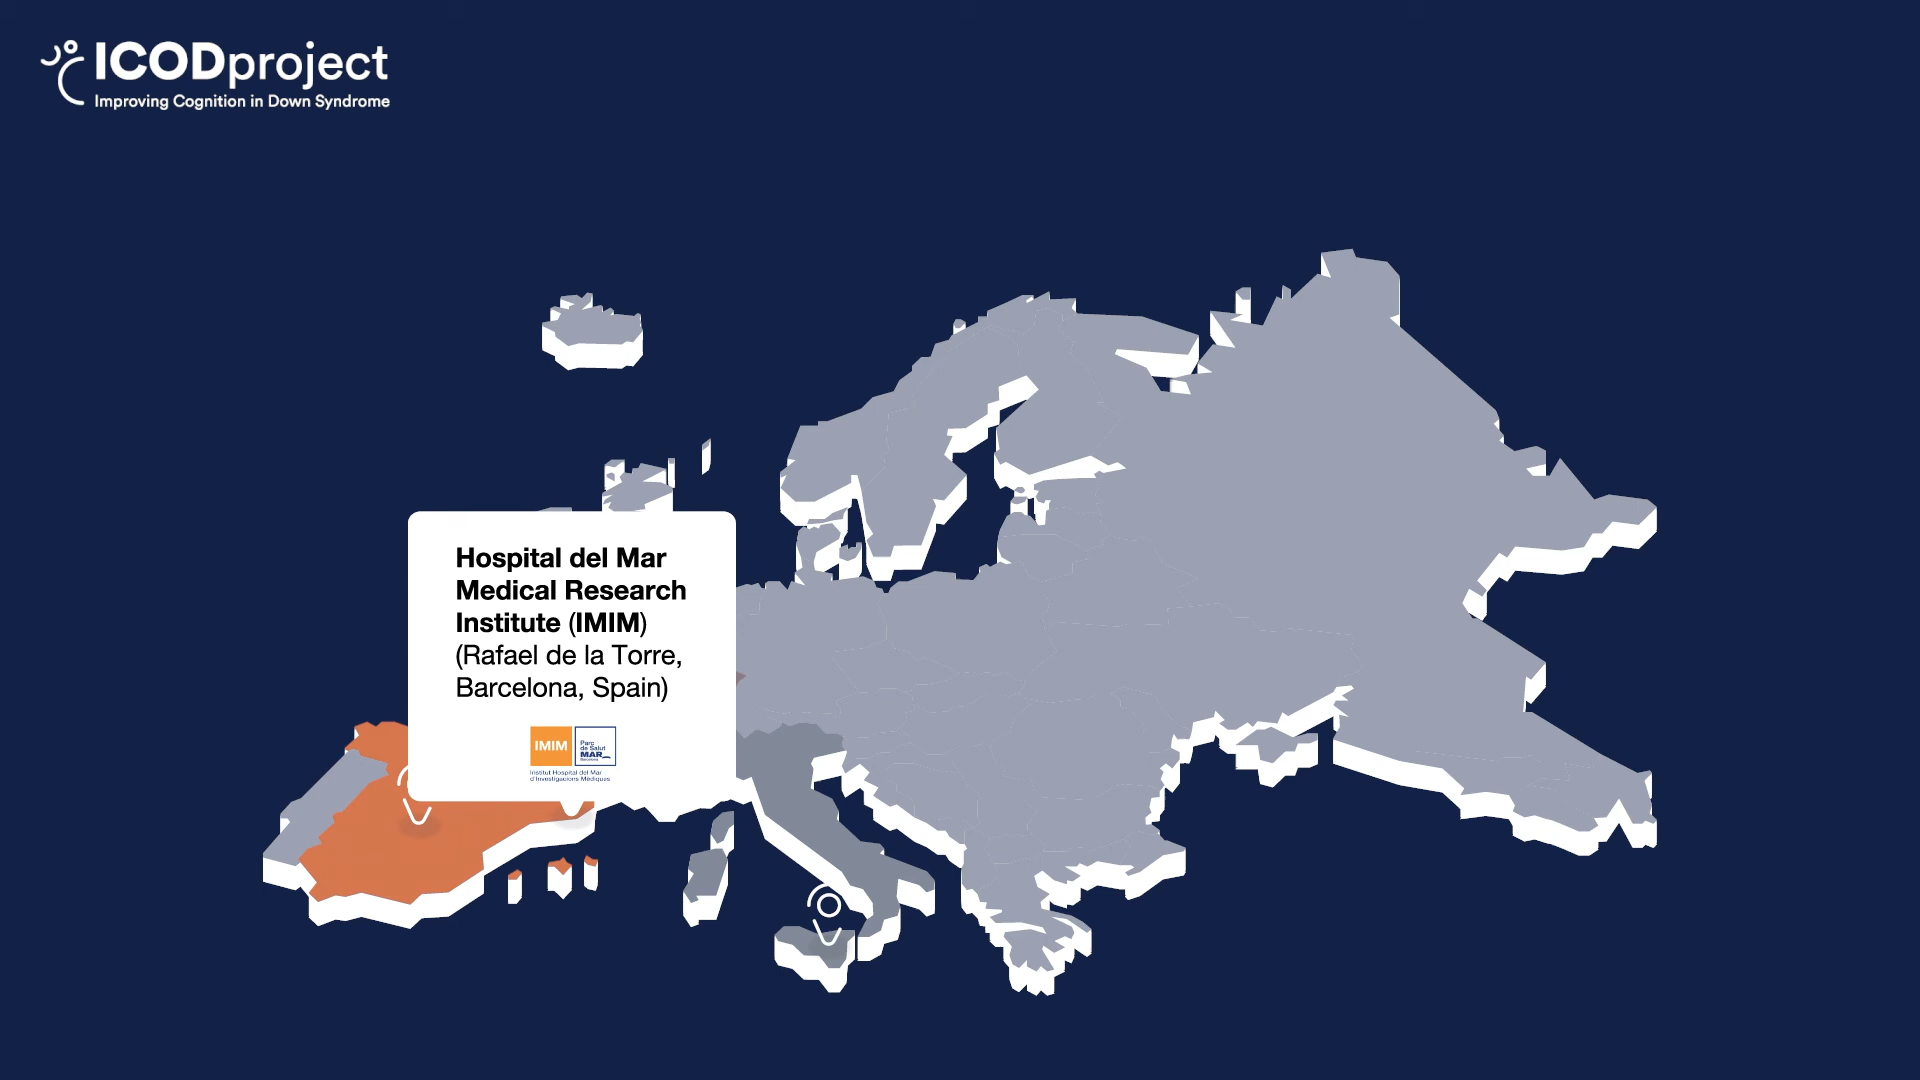 ICODproject
Improving Cognition in Down Syndrome
Hospital del Mar
Medical Research
Institute (IMIM)
(Rafael de la Torre,
Barcelona, Spain)
IMIM
Parc
de Salut
MAR
Barcelona
Institut Hospital del Mar
d'Investigacions Mèdiques